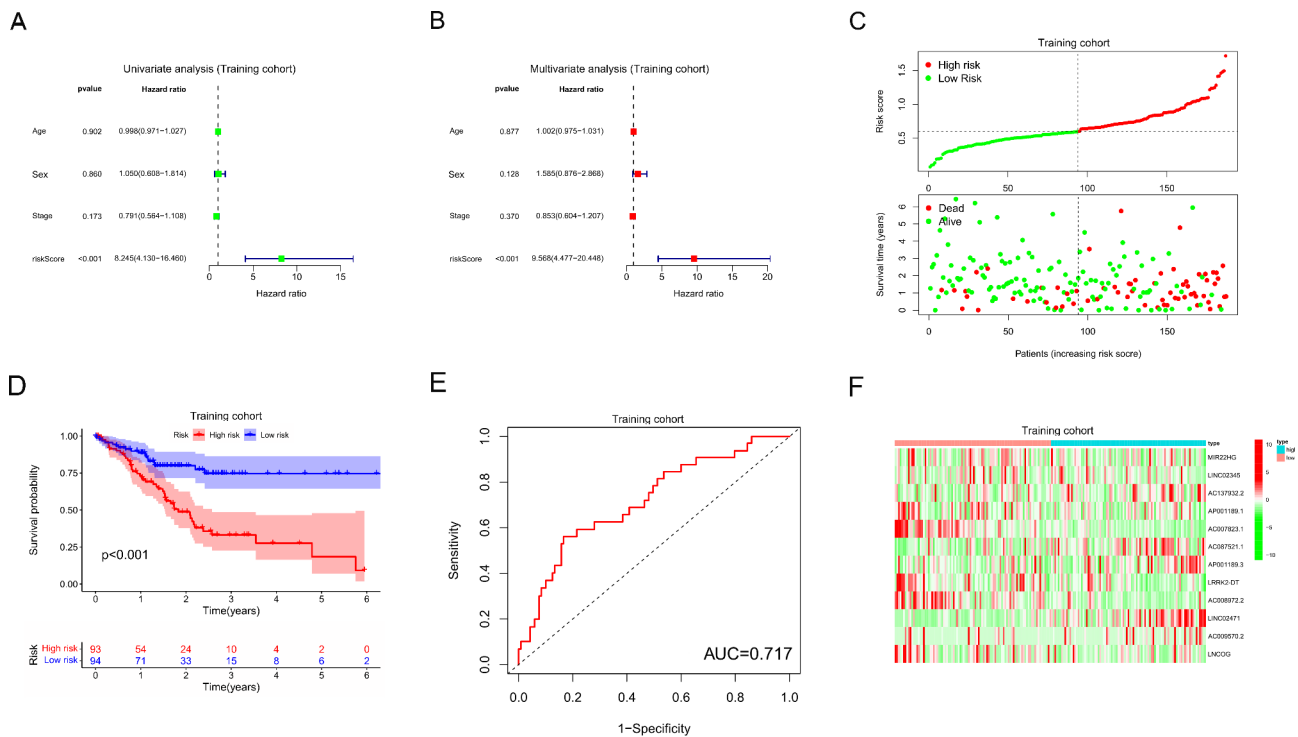 A
Univariate analysis (Training cohort)
pvalue Hazard ratio
Age 0.902 0.998(0.971−1.027)
Sex 0.860 1.050(0.608−1.814)
Stage 0.173 0.791(0.564−1.108)
riskScore <0.001 8.245(4.130−16.460)
0 5 10 15
Hazard ratio
B
Multivariate analysis (Training cohort)
pvalue Hazard ratio
Age 0.877 1.002(0.975−1.031)
Sex 0.128 1.585(0.876−2.868)
Stage 0.370 0.853(0.604−1.207)
riskScore <0.001 9.568(4.477−20.448)
0 5 10 15 20
Hazard ratio
C
Training cohort
High risk
Low Risk
Risk score
0.5 1.0 1.5
0 50 100 150
Dead
Alive
Survival time (years)
0 1 2 3 4 5 6
0 50 100 150
Patients (increasing risk socre)
D
Training cohort
Risk High risk Low risk
Survival probability
1.00
0.75
0.50
0.25
0.00
p<0.001
0 1 2 3 4 5 6
Time(years)
Risk
High risk 93 54 24 10 4 2 0
Low risk 94 71 33 15 8 6 2
0 1 2 3 4 5 6
Time(years)
E
Training cohort
Sensitivity
0.0 0.2 0.4 0.6 0.8 1.0
AUC=0.717
0.0 0.2 0.4 0.6 0.8 1.0
1−Specificity
F
Training cohort
type
MIR22HG
LINC02345
AC137932.2
AP001189.1
AC007823.1
AC087521.1
AP001189.3
LRRK2-DT
AC008972.2
LINC02471
AC009570.2
LNCOG
10
5
0
−5
−10
type
high
low